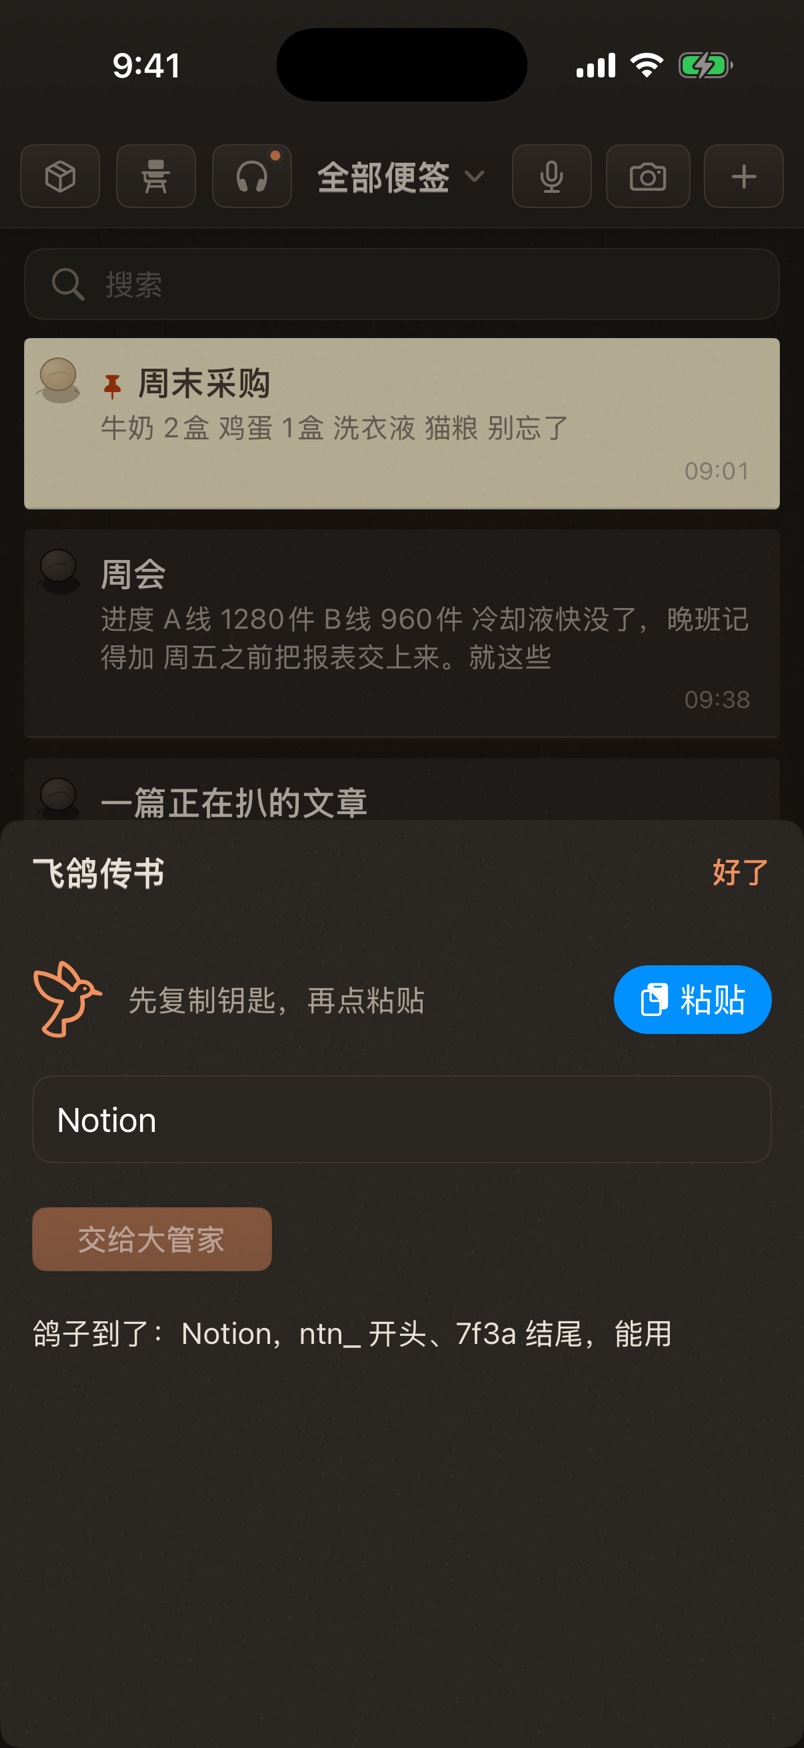 9:41
全部便签
搜索
周末采购
牛奶 2盒 鸡蛋 1盒 洗衣液 猫粮 别忘了
09:01
周会
进度 A线 1280件 B线 960件 冷却液快没了，晚班记
得加 周五之前把报表交上来。就这些
09:38
一篇正在扒的文章
飞鸽传书
好了
先复制钥匙，再点粘贴
粘贴
Notion
交给大管家
鸽子到了：Notion，ntn_ 开头、7f3a 结尾，能用